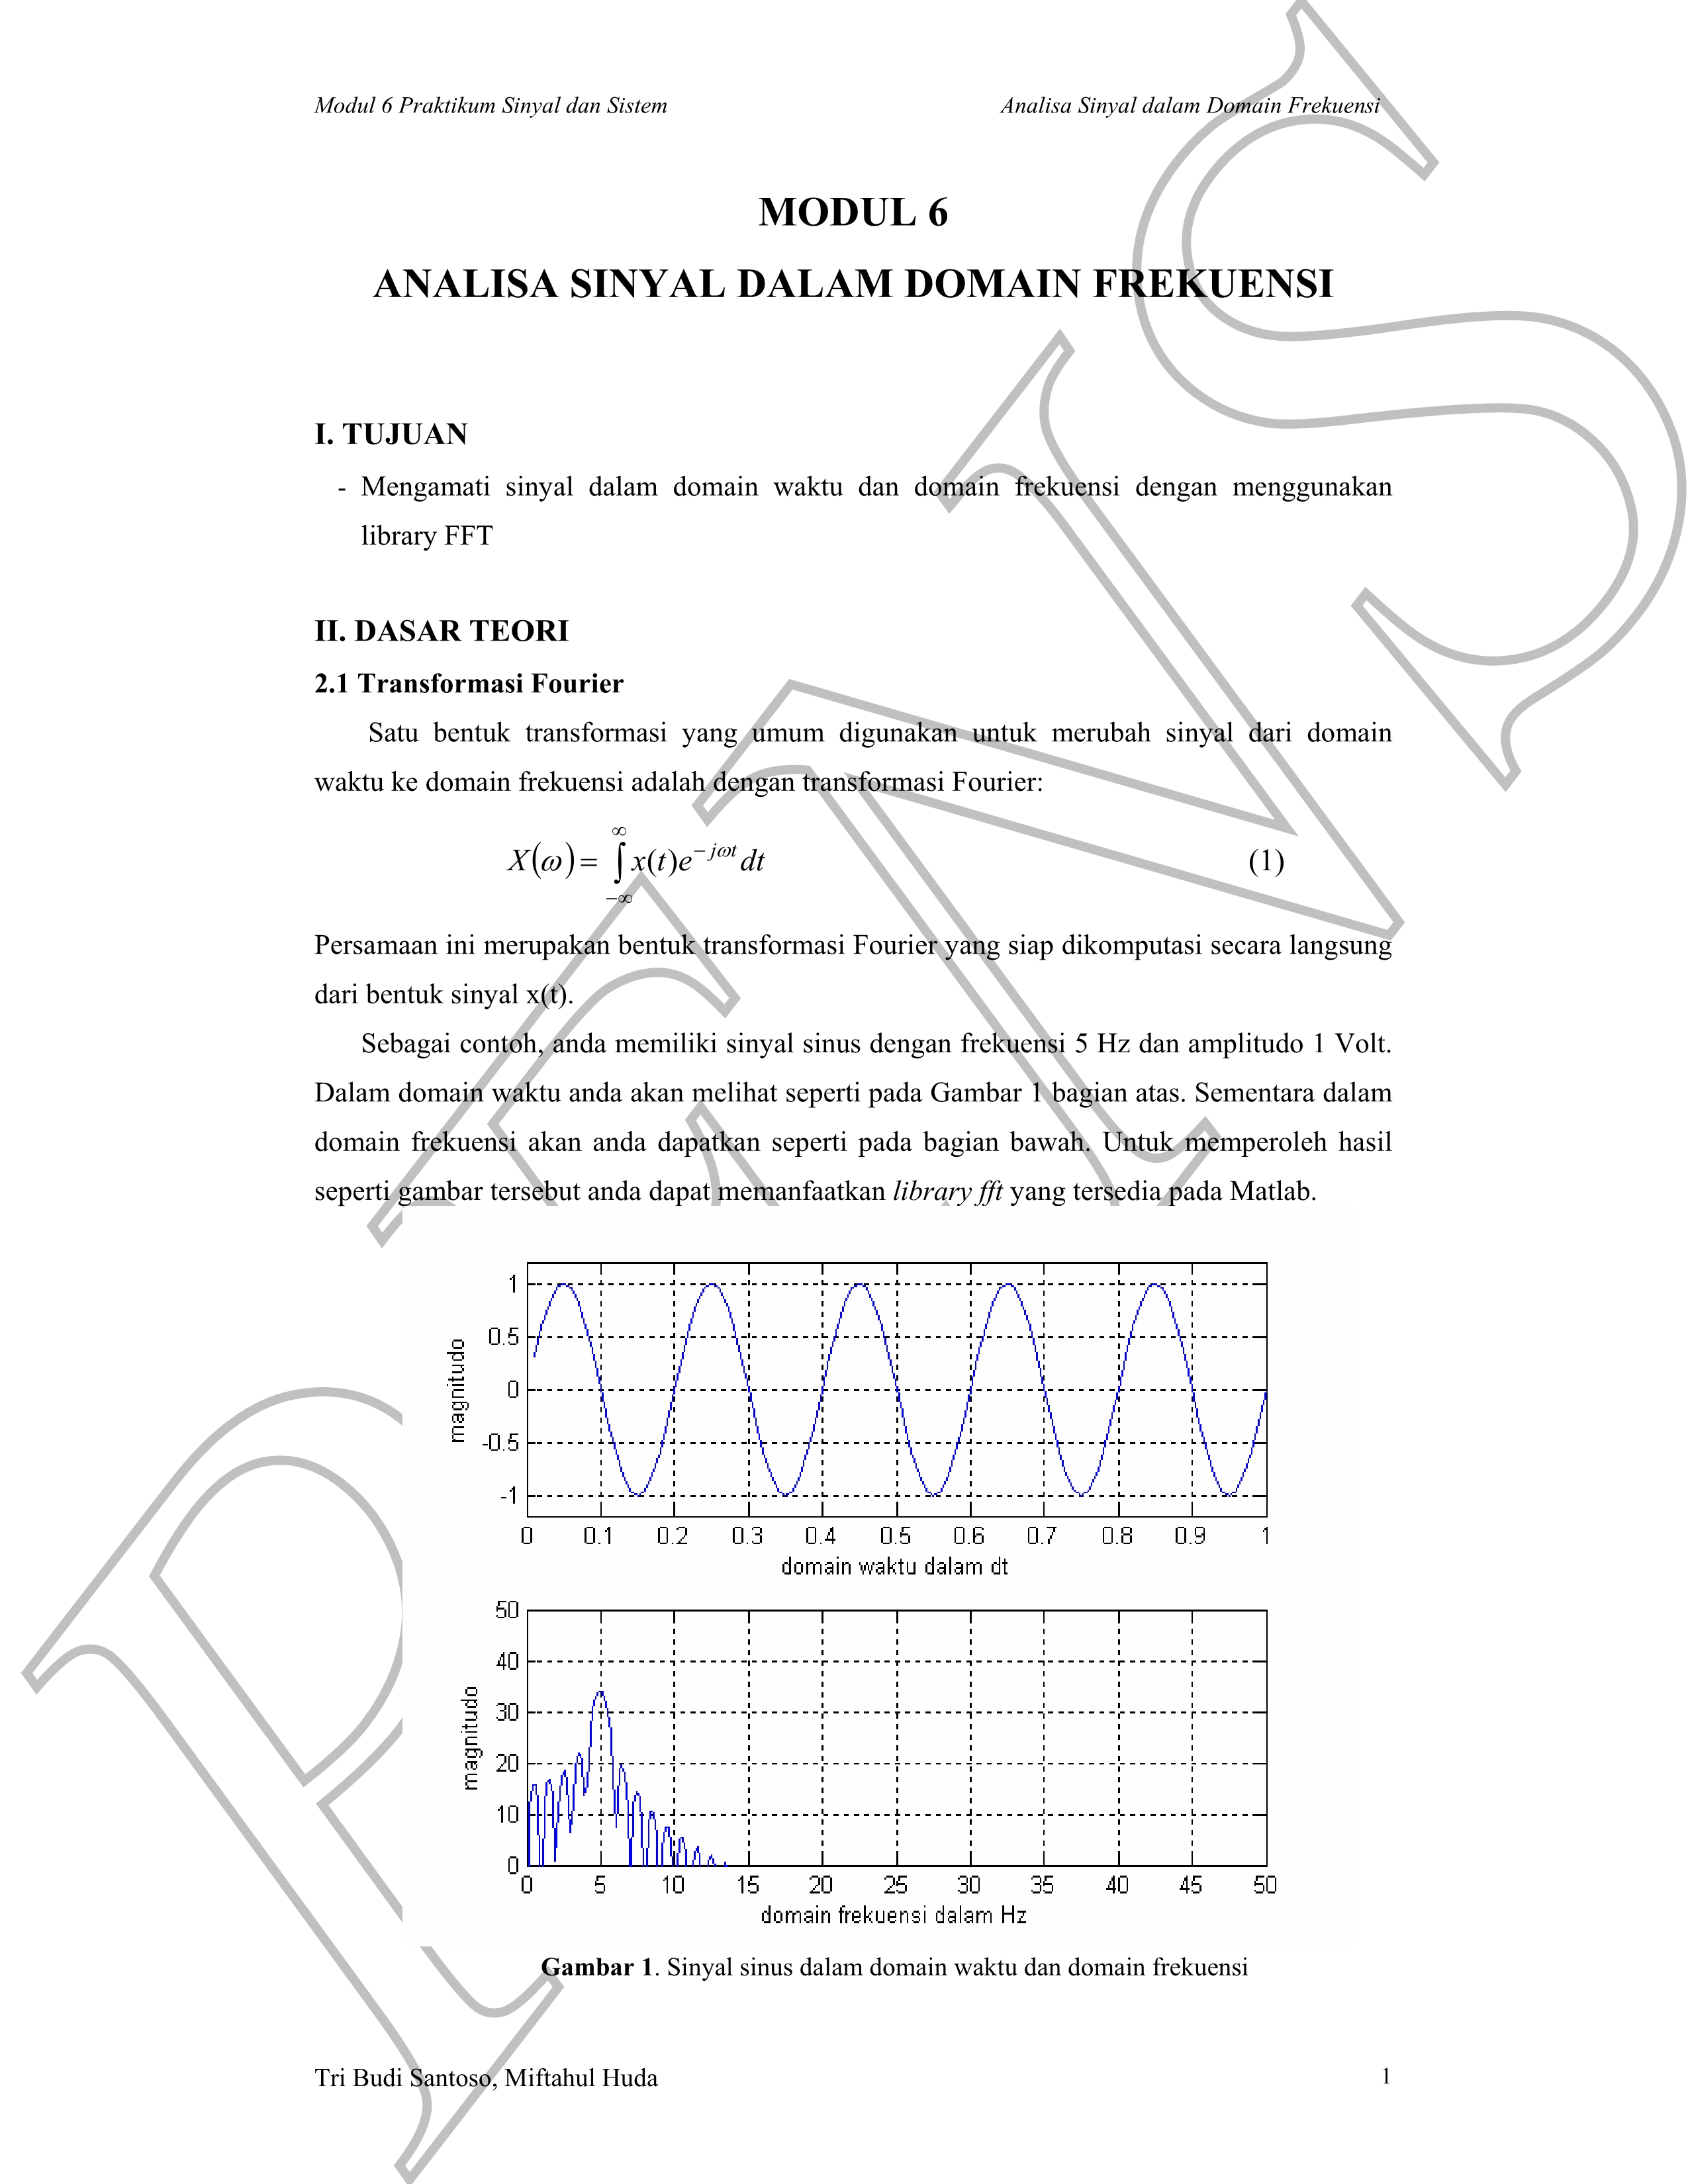 Modul 6 Praktikum Sinyal dan Sistem Analisa Sinyal dalam Domain Frekuensi
MODUL 6
ANALISA SINYAL DALAM DOMAIN FREKUENSI
I. TUJUAN
- Mengamati sinyal dalam domain waktu dan domain frekuensi dengan menggunakan
library FFT
II. DASAR TEORI
2.1 Transformasi Fourier
Satu bentuk transformasi yang umum digunakan untuk merubah sinyal dari domain
waktu ke domain frekuensi adalah dengan transformasi Fourier:
X(ω) = ∫_{-∞}^{∞} x(t)e^{-jωt} dt (1)
Persamaan ini merupakan bentuk transformasi Fourier yang siap dikomputasi secara langsung
dari bentuk sinyal x(t).
Sebagai contoh, anda memiliki sinyal sinus dengan frekuensi 5 Hz dan amplitudo 1 Volt.
Dalam domain waktu anda akan melihat seperti pada Gambar 1 bagian atas. Sementara dalam
domain frekuensi akan anda dapatkan seperti pada bagian bawah. Untuk memperoleh hasil
seperti gambar tersebut anda dapat memanfaatkan library fft yang tersedia pada Matlab.
magnitudo
1
0.5
0
-0.5
-1
0 0.1 0.2 0.3 0.4 0.5 0.6 0.7 0.8 0.9 1
domain waktu dalam dt
magnitudo
50
40
30
20
10
0
0 5 10 15 20 25 30 35 40 45 50
domain frekuensi dalam Hz
Gambar 1. Sinyal sinus dalam domain waktu dan domain frekuensi
Tri Budi Santoso, Miftahul Huda 1
PENS